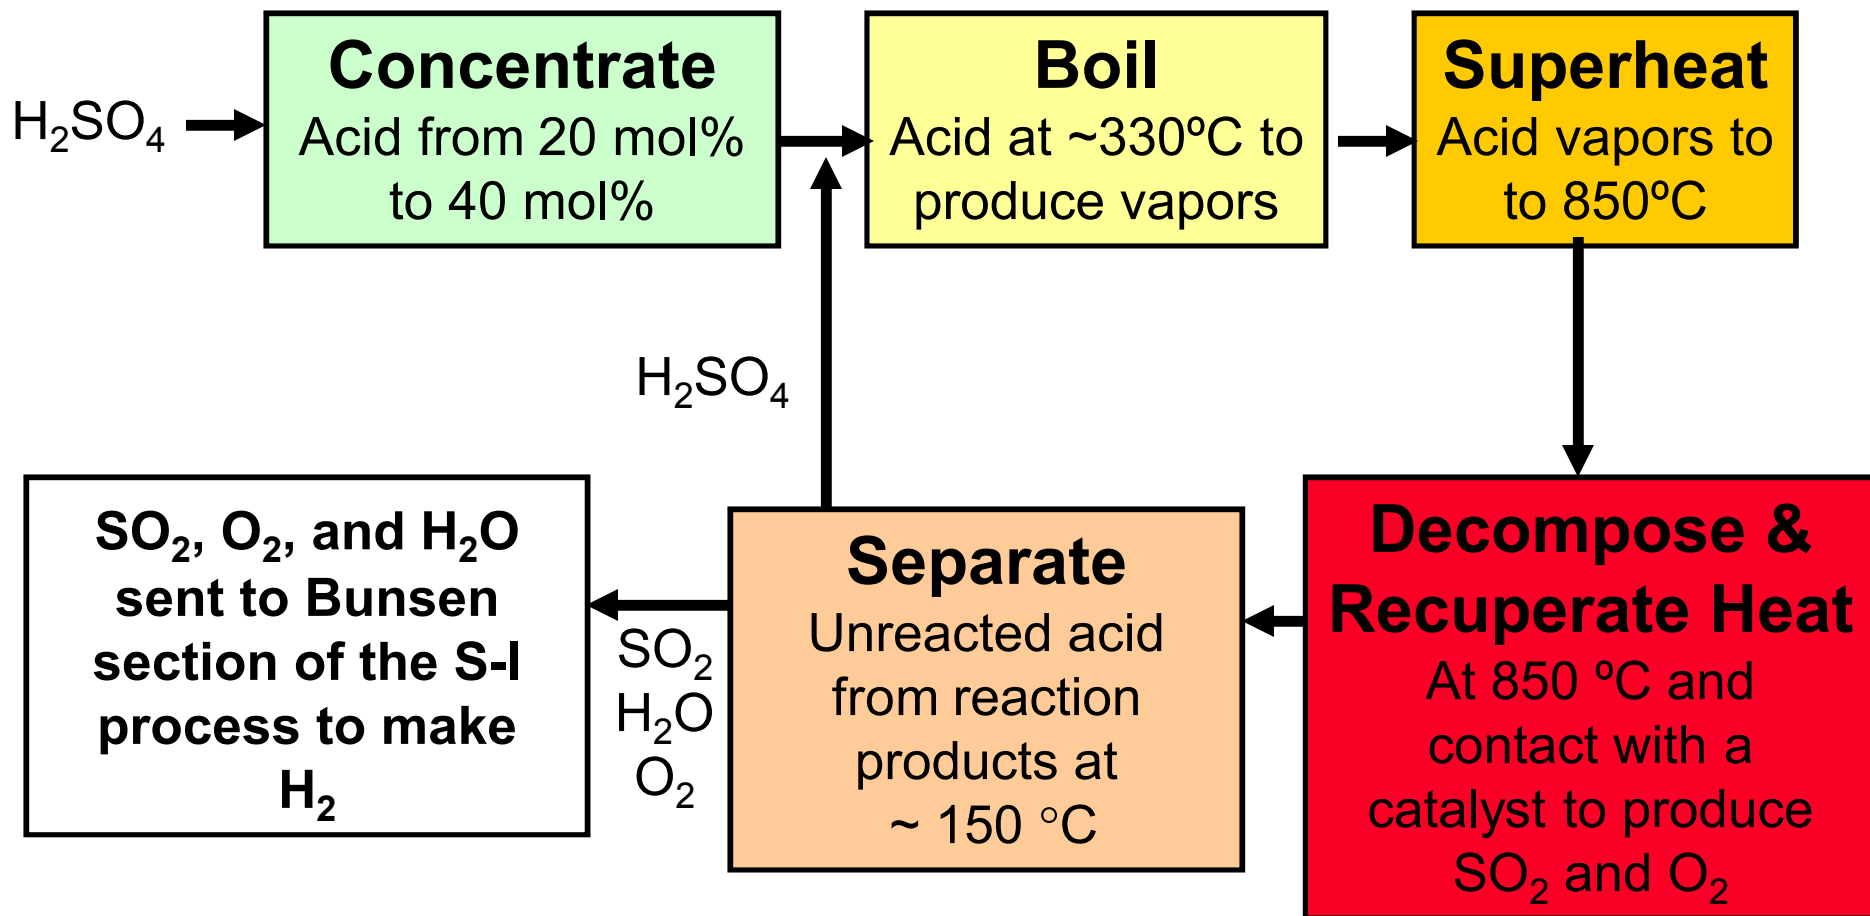 H₂SO₄
Concentrate
Acid from 20 mol%
to 40 mol%
Boil
Acid at ~330ºC to
produce vapors
Superheat
Acid vapors to
to 850ºC
H₂SO₄
Decompose &
Recuperate Heat
At 850 ºC and
contact with a
catalyst to produce
SO₂ and O₂
Separate
Unreacted acid
from reaction
products at
~ 150 °C
SO₂
H₂O
O₂
SO₂, O₂, and H₂O
sent to Bunsen
section of the S-I
process to make
H₂